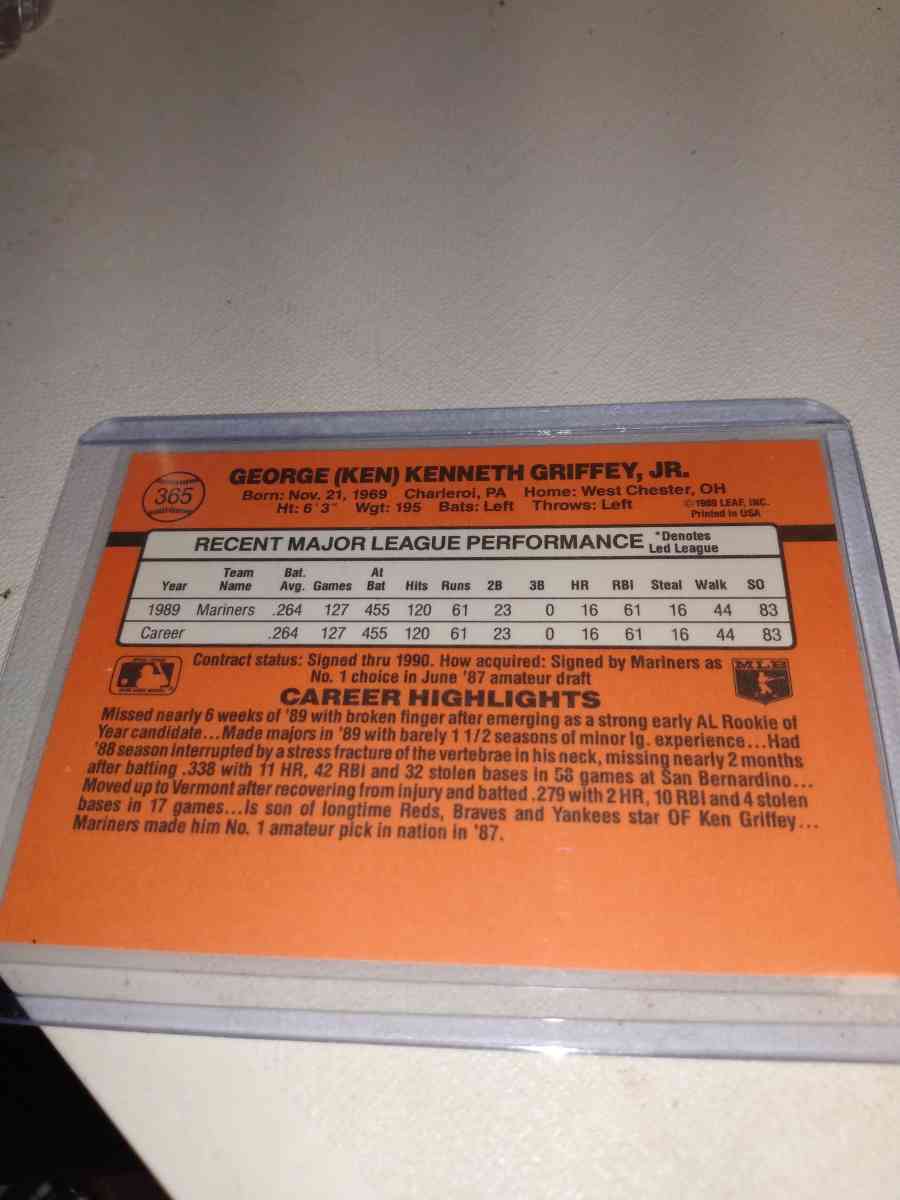 365
GEORGE (KEN) KENNETH GRIFFEY, JR.
Born: Nov. 21, 1969 Charleroi, PA Home: West Chester, OH
Ht: 6'3" Wgt: 195 Bats: Left Throws: Left
©1989 LEAF, INC.
Printed in USA
RECENT MAJOR LEAGUE PERFORMANCE
*Denotes
Led League
Year Team Name Bat. Avg. Games At Bat Hits Runs 2B 3B HR RBI Steal Walk SO
1989 Mariners .264 127 455 120 61 23 0 16 61 16 44 83
Career .264 127 455 120 61 23 0 16 61 16 44 83
Contract status: Signed thru 1990. How acquired: Signed by Mariners as
No. 1 choice in June '87 amateur draft
MLB
CAREER HIGHLIGHTS
Missed nearly 6 weeks of '89 with broken finger after emerging as a strong early AL Rookie of
Year candidate...Made majors in '89 with barely 1 1/2 seasons of minor lg. experience...Had
'88 season interrupted by a stress fracture of the vertebrae in his neck, missing nearly 2 months
after batting .338 with 11 HR, 42 RBI and 32 stolen bases in 58 games at San Bernardino...
Moved up to Vermont after recovering from injury and batted .279 with 2 HR, 10 RBI and 4 stolen
bases in 17 games...Is son of longtime Reds, Braves and Yankees star OF Ken Griffey...
Mariners made him No. 1 amateur pick in nation in '87.